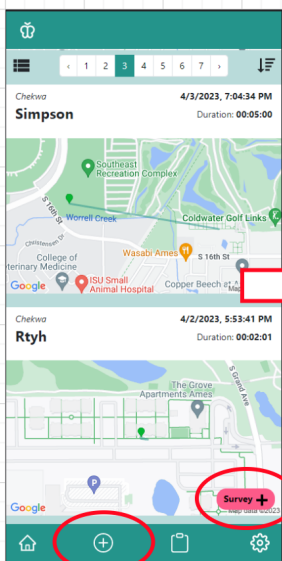 ‹ 1 2 3 4 5 6 7 ›
Chekwa 4/3/2023, 7:04:34 PM
Simpson Duration: 00:05:00
Southeast
Recreation Complex
S 16th St
Worrell Creek
Coldwater Golf Links
Christensen Dr
College of
Wasabi Ames
S 16th St
ISU Small
Animal Hospital
Copper Beech at
Google
Chekwa 4/2/2023, 5:53:41 PM
Rtyh Duration: 00:02:01
S Grand Ave
The Grove
Apartments Ames
P
Survey +
Google
Map data ©2023